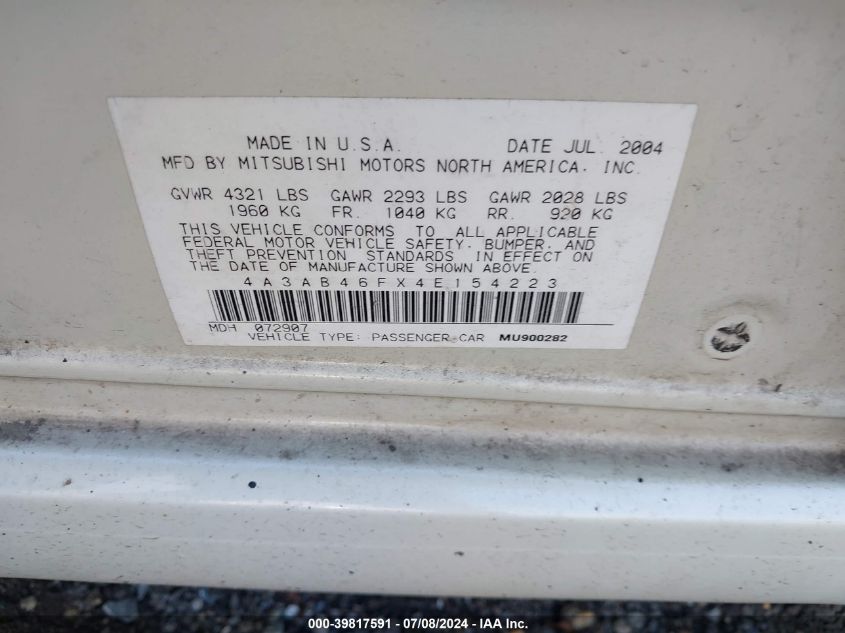 MADE IN U.S.A. DATE JUL. 2004
MFD BY MITSUBISHI MOTORS NORTH AMERICA. INC.
GVWR 4321 LBS GAWR 2293 LBS GAWR 2028 LBS
1960 KG FR. 1040 KG RR. 920 KG
THIS VEHICLE CONFORMS TO ALL APPLICABLE
FEDERAL MOTOR VEHICLE SAFETY. BUMPER. AND
THEFT PREVENTION STANDARDS IN EFFECT ON
THE DATE OF MANUFACTURE SHOWN ABOVE.
4A3AB46FX4E154223
MDH 072907
VEHICLE TYPE: PASSENGER CAR MU900282
000-39817591 - 07/08/2024 - IAA Inc.